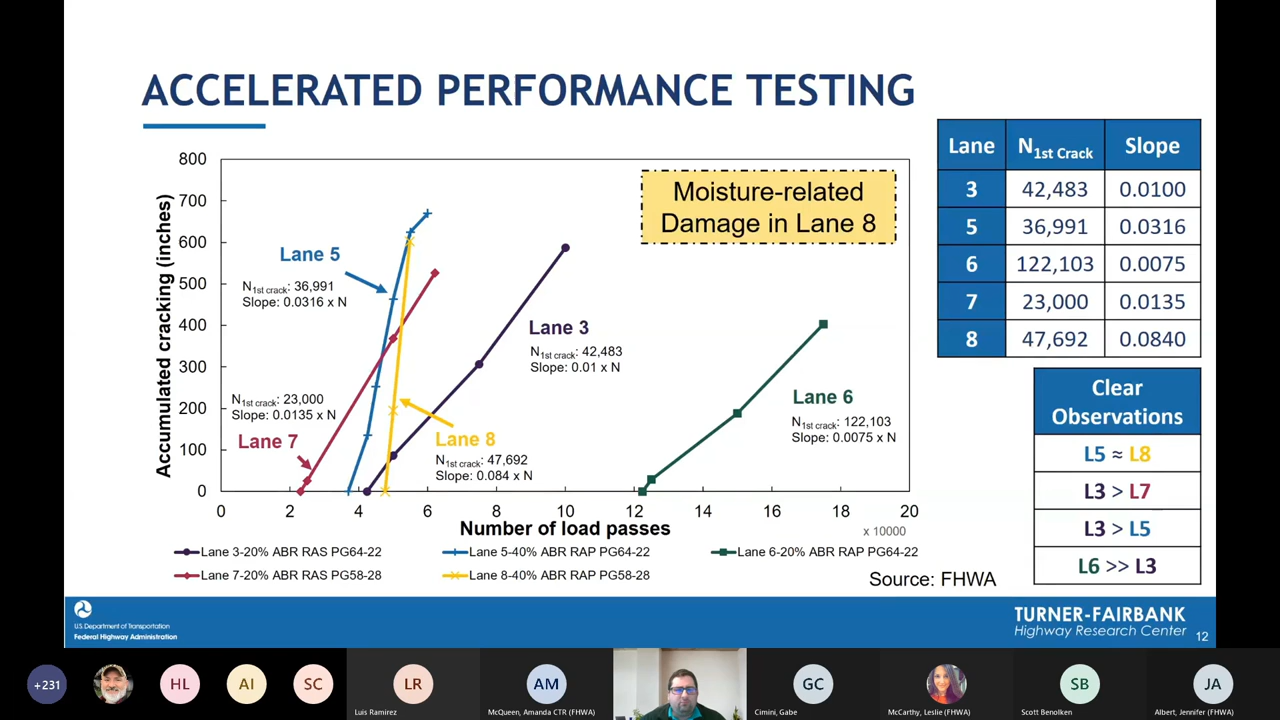 ACCELERATED PERFORMANCE TESTING
Accumulated cracking (inches)
800
700
600
500
400
300
200
100
0
0 2 4 6 8 10 12 14 16 18 20
Number of load passes
x 10000
Moisture-related
Damage in Lane 8
Lane 5
N1st crack: 36,991
Slope: 0.0316 x N
Lane 3
N1st crack: 42,483
Slope: 0.01 x N
N1st crack: 23,000
Slope: 0.0135 x N
Lane 7
Lane 8
N1st crack: 47,692
Slope: 0.084 x N
Lane 6
N1st crack: 122,103
Slope: 0.0075 x N
Lane 3-20% ABR RAS PG64-22
Lane 5-40% ABR RAP PG64-22
Lane 6-20% ABR RAP PG64-22
Lane 7-20% ABR RAS PG58-28
Lane 8-40% ABR RAP PG58-28
Source: FHWA
Lane N1st Crack Slope
3 42,483 0.0100
5 36,991 0.0316
6 122,103 0.0075
7 23,000 0.0135
8 47,692 0.0840
Clear
Observations
L5 ≈ L8
L3 > L7
L3 > L5
L6 >> L3
U.S. Department of Transportation
Federal Highway Administration
TURNER-FAIRBANK
Highway Research Center
12
+231
HL
AI
SC
LR
Luis Ramirez
AM
McQueen, Amanda CTR (FHWA)
GC
Cimini, Gabe
McCarthy, Leslie (FHWA)
SB
Scott Benolken
JA
Albert, Jennifer (FHWA)